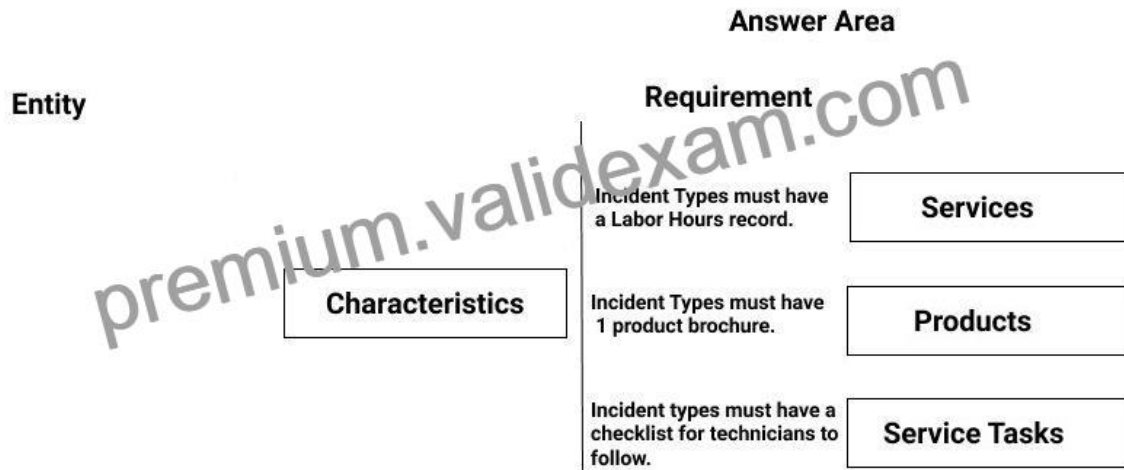 Answer Area
Entity
Requirement
premium.validexam.com
Incident Types must have
a Labor Hours record.
Services
Characteristics
Incident Types must have
1 product brochure.
Products
Incident types must have a
checklist for technicians to
follow.
Service Tasks